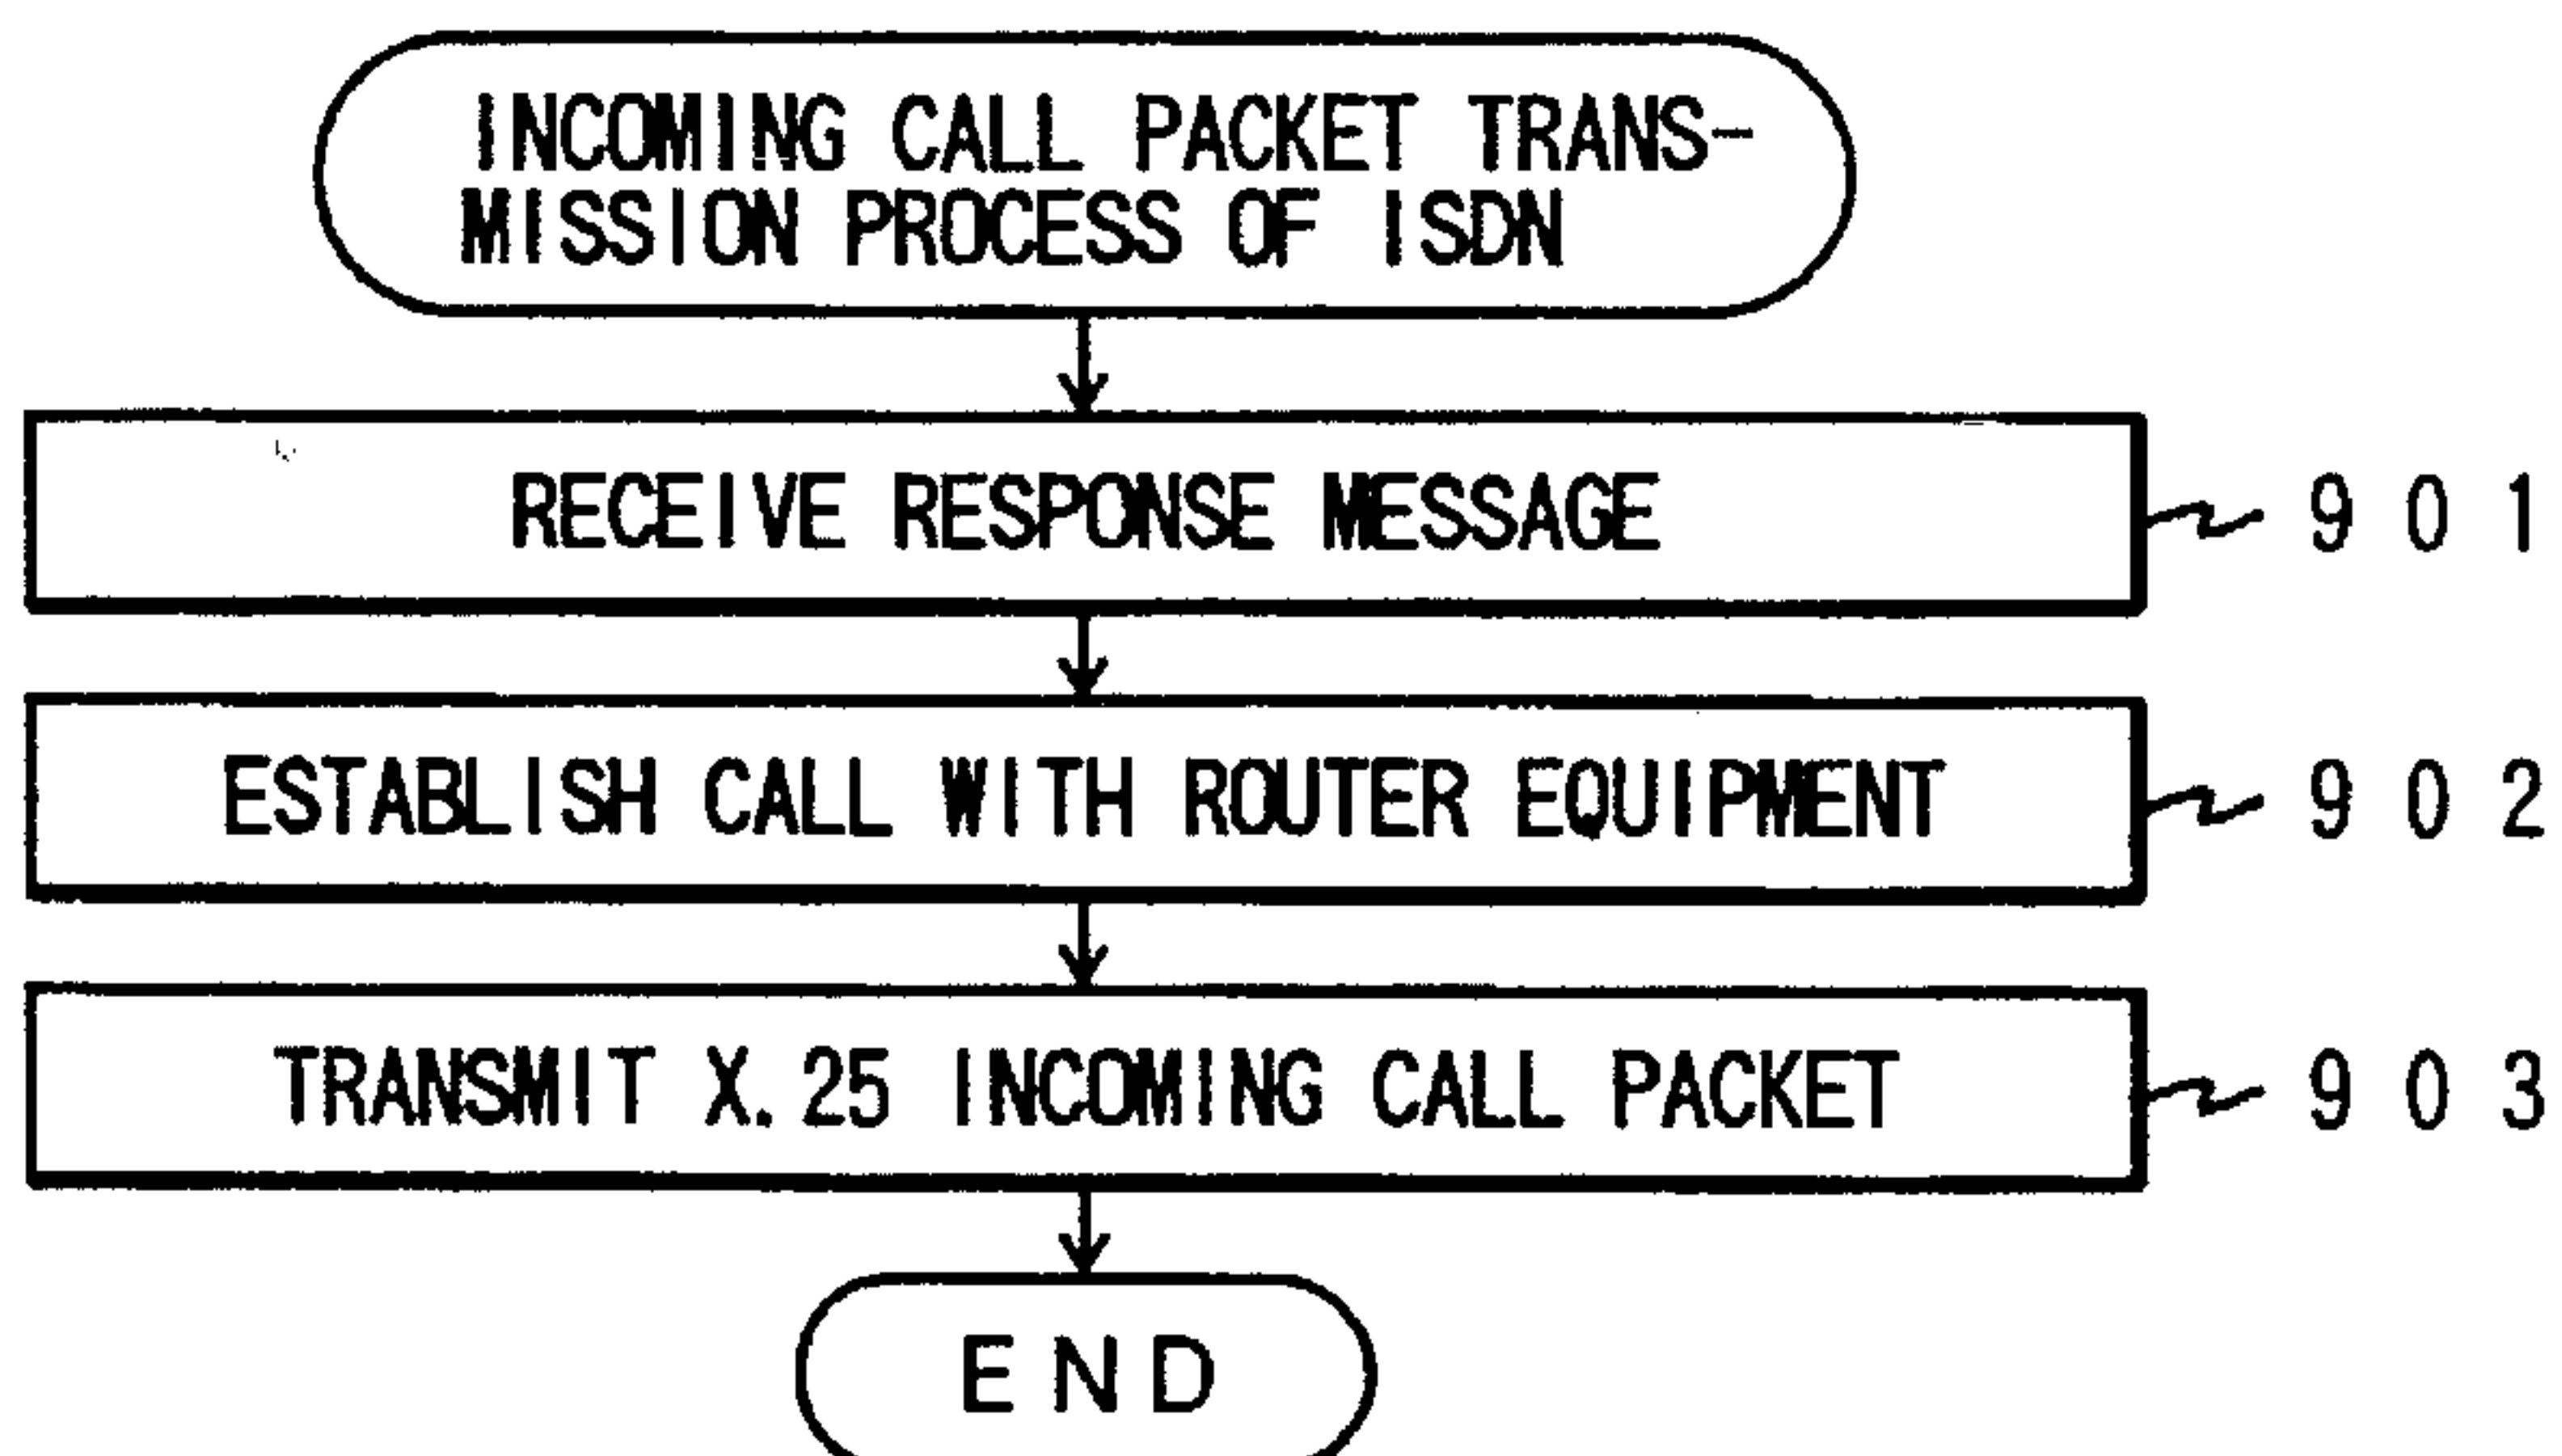 INCOMING CALL PACKET TRANS-
MISSION PROCESS OF ISDN
RECEIVE RESPONSE MESSAGE
901
ESTABLISH CALL WITH ROUTER EQUIPMENT
902
TRANSMIT X.25 INCOMING CALL PACKET
903
END